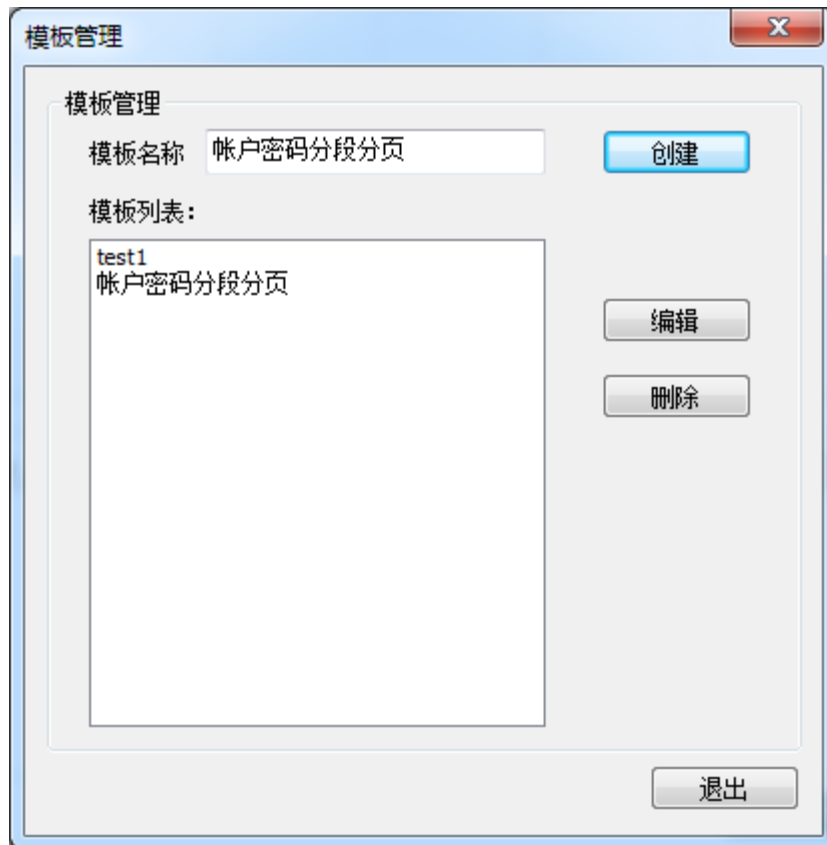 模板管理
模板管理
模板名称 帐户密码分段分页 创建
模板列表：
test1
帐户密码分段分页
编辑
删除
退出